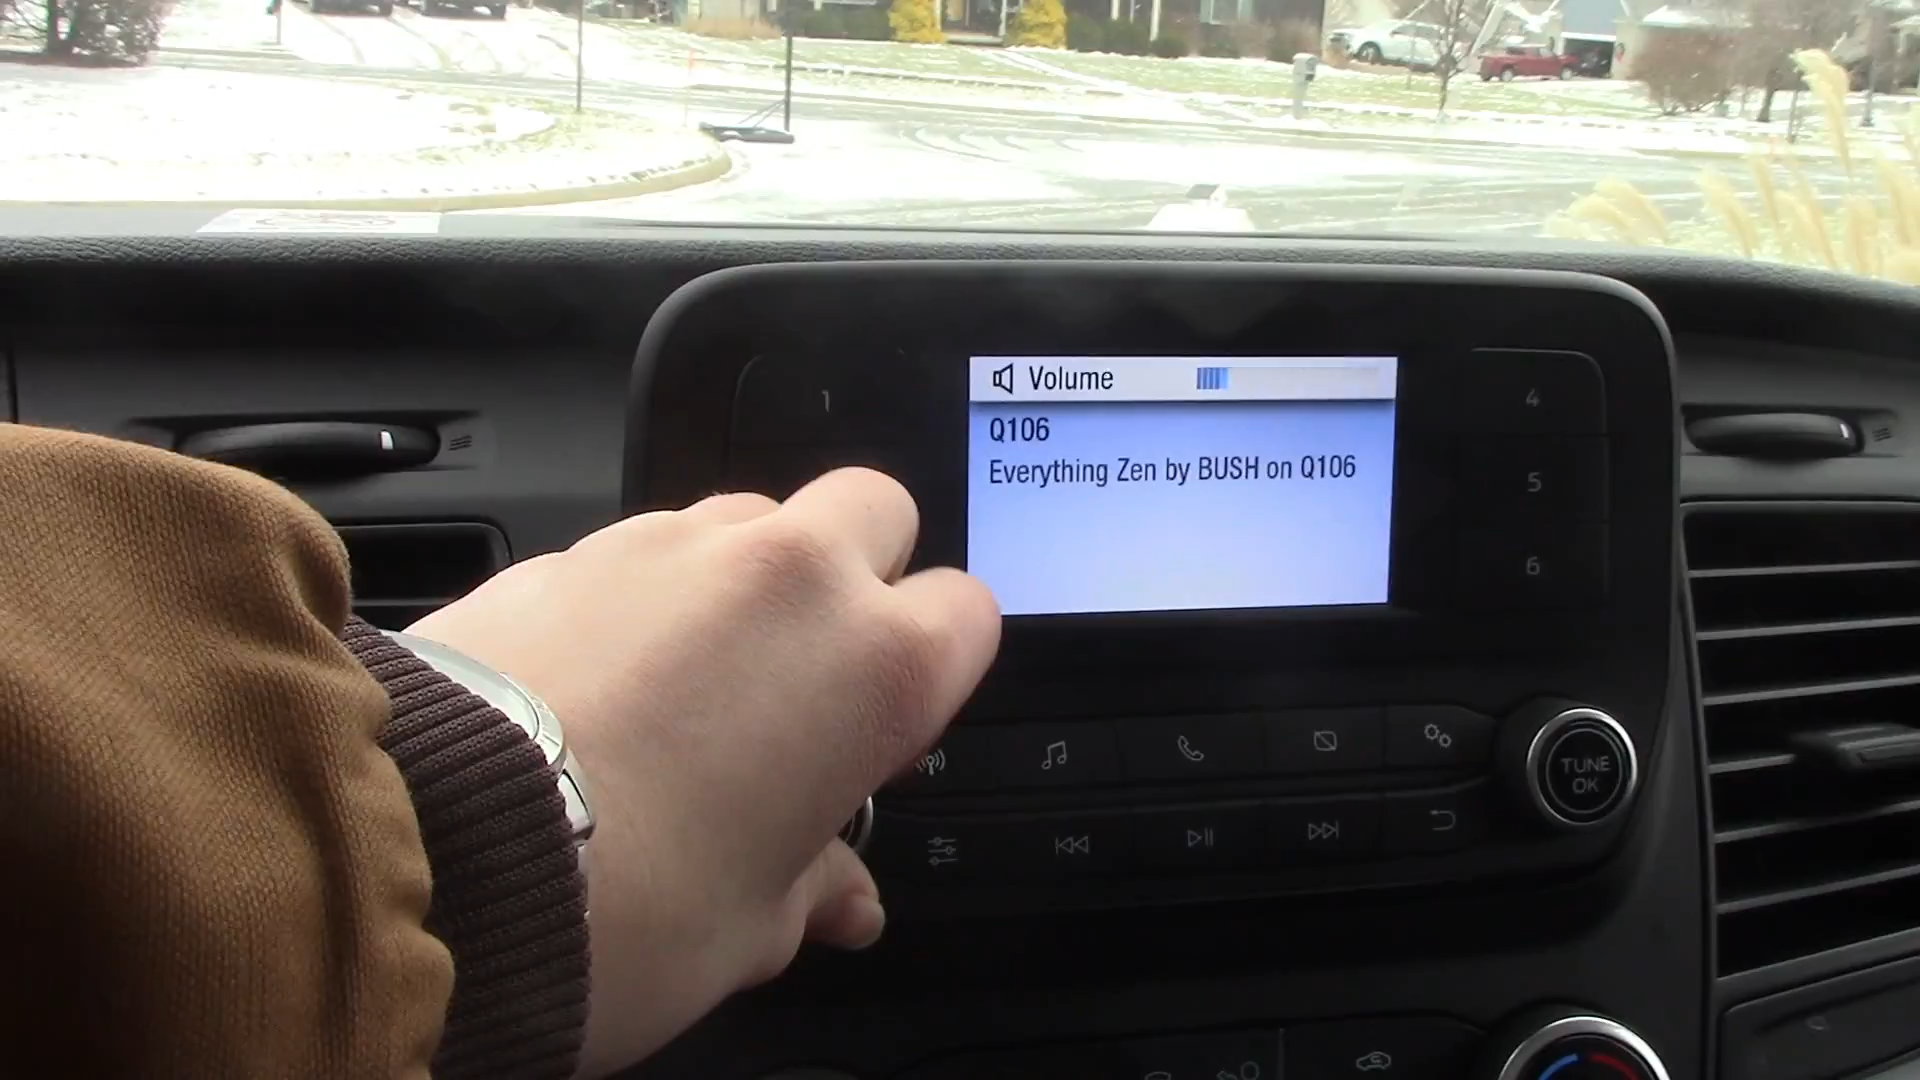 Volume
Q106
Everything Zen by BUSH on Q106
1
4
5
6
TUNE
OK